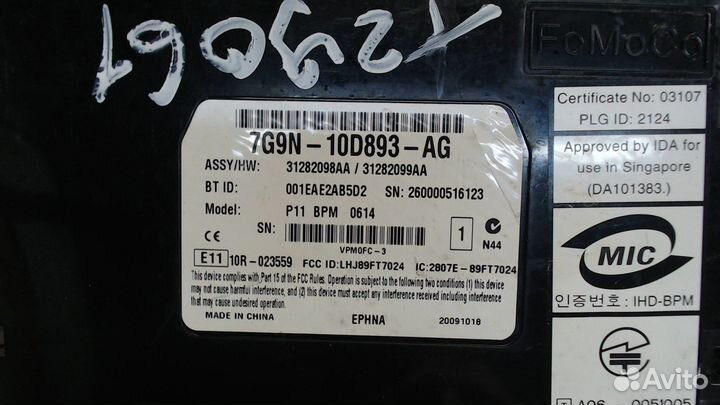 FoMoCo
7G9N-10D893-AG
ASSY/HW: 31282098AA / 31282099AA
BT ID: 001EAE2AB5D2 SN: 260000516123
Model: P11 BPM 0614
SN:
VPM0FC-3
1
N44
CE
E11 10R-023559 FCC ID:LHJ89FT7024 IC:2807E-89FT7024
This device complies with Part 15 of the FCC Rules. Operation is subject to the following two conditions (1) this device
may not cause harmful interference, and (2) this device must accept any interference received including interference
that may cause undesired operation.
MADE IN CHINA EPHNA 20091018
Certificate No: 03107
PLG ID: 2124
Approved by IDA for
use in Singapore
(DA101383.)
MIC
인증번호: IHD-BPM
Avito